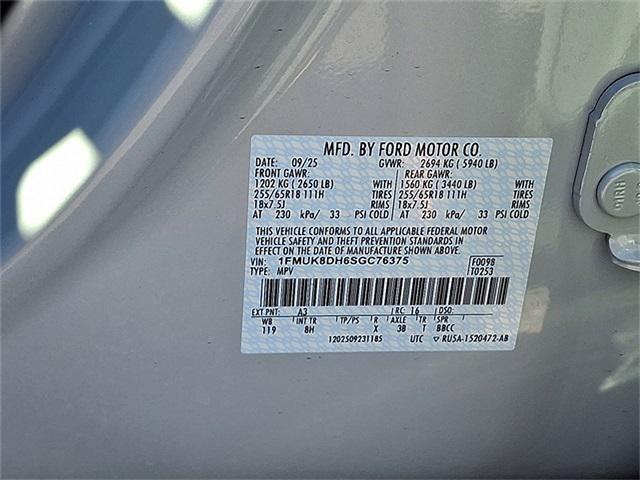 MFD. BY FORD MOTOR CO.
DATE: 09/25 GVWR: 2694 KG ( 5940 LB)
FRONT GAWR: REAR GAWR:
1202 KG ( 2650 LB) WITH 1560 KG ( 3440 LB) WITH
255/65R18 111H TIRES 255/65R18 111H TIRES
18x7.5J RIMS 18x7.5J RIMS
AT 230 kPa/ 33 PSI COLD AT 230 kPa/ 33 PSI COLD
THIS VEHICLE CONFORMS TO ALL APPLICABLE FEDERAL MOTOR
VEHICLE SAFETY AND THEFT PREVENTION STANDARDS IN
EFFECT ON THE DATE OF MANUFACTURE SHOWN ABOVE.
VIN: 1FMUK8DH6SGC76375 F0098
TYPE: MPV T0253
EXT PNT: A3 RC: 16 DSO:
WB INT TR TP/PS R AXLE TR SPR
119 8H X 3B T BBCC
1202509231185 UTC ▽ RU5A-1520472-AB